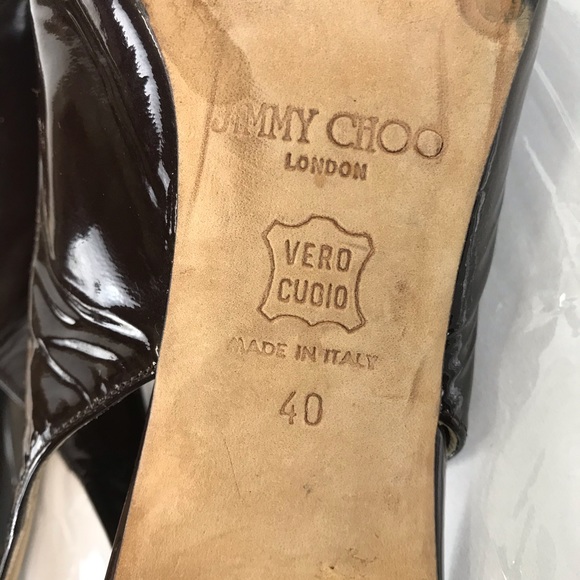 JIMMY CHOO
LONDON
VERO
CUOIO
MADE IN ITALY
40